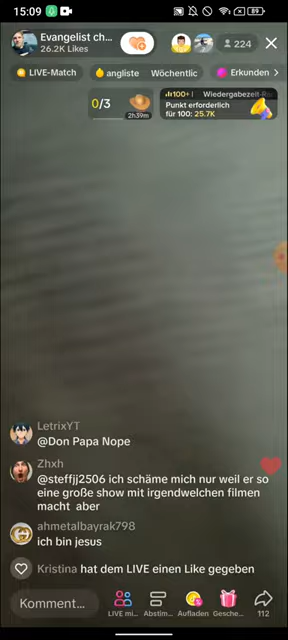 15:09
89
Evangelist ch...
26.2K Likes
224
LIVE-Match
angliste
Wöchentlic
Erkunden
0/3
2h39m
100+
Wiedergabezeit-R
Punkt erforderlich
für 100: 25.7K
LetrixYT
@Don Papa Nope
Zhxh
@steffjj2506 ich schäme mich nur weil er so
eine große show mit irgendwelchen filmen
macht aber
ahmetalbayrak798
ich bin jesus
Kristina hat dem LIVE einen Like gegeben
Komment...
LIVE mi...
Abstim...
Aufladen
Gesche...
112